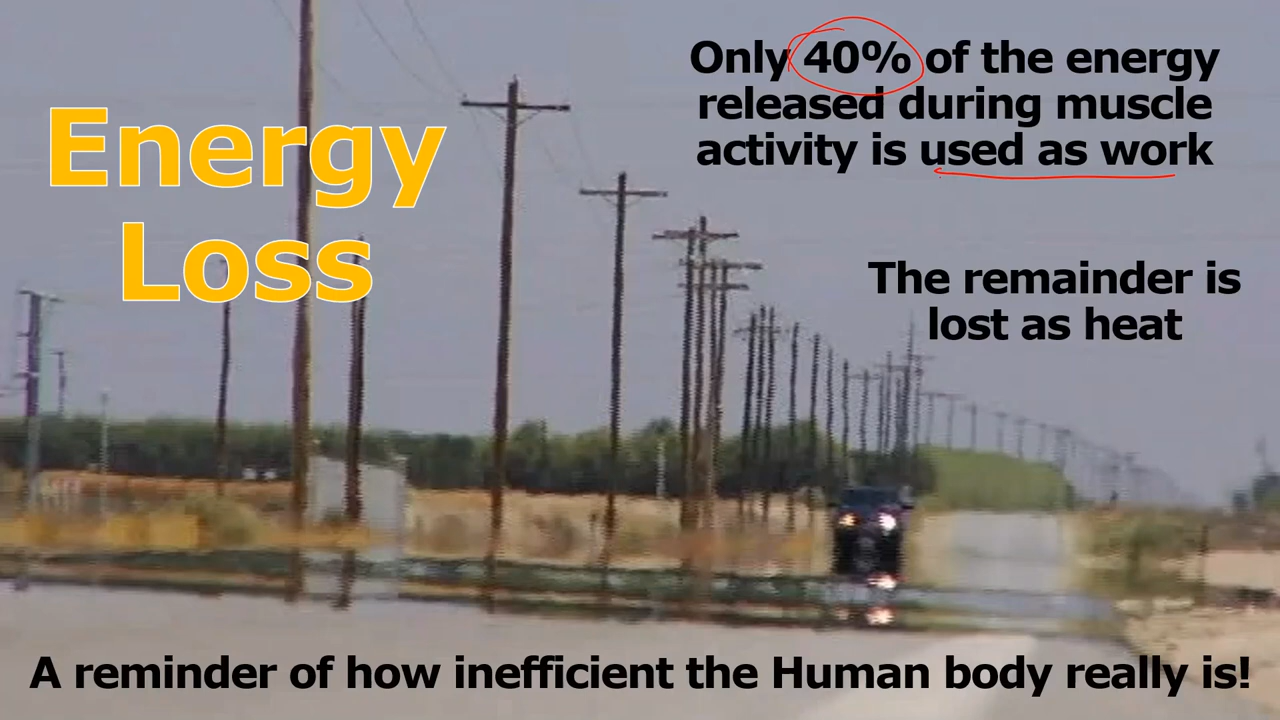 Energy
Loss
Only 40% of the energy
released during muscle
activity is used as work
The remainder is
lost as heat
A reminder of how inefficient the Human body really is!